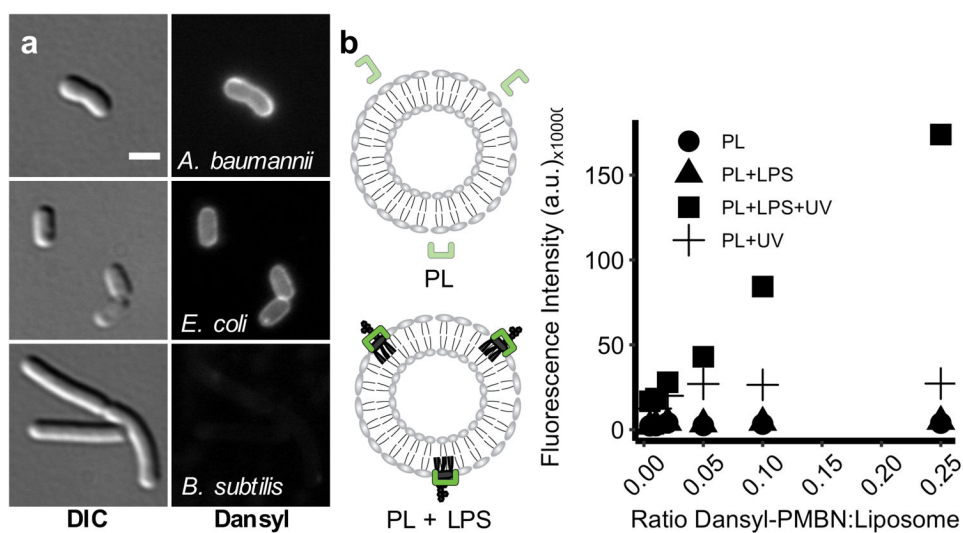 a
b
A. baumannii
E. coli
B. subtilis
DIC
Dansyl
PL
PL + LPS
Fluorescence Intensity (a.u.)x10000
PL
PL+LPS
PL+LPS+UV
PL+UV
150
100
50
0
0.00
0.05
0.10
0.15
0.20
0.25
Ratio Dansyl-PMBN:Liposome